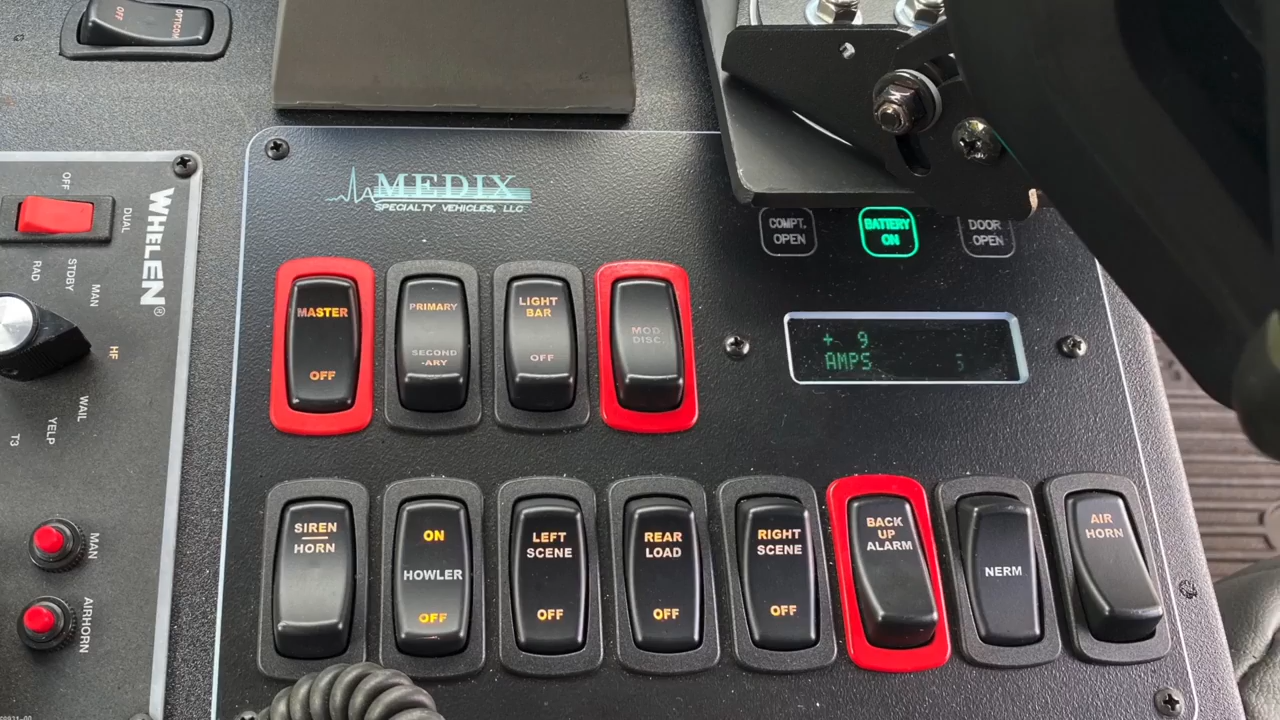 OFF
OPTICOM
WHELEN®
OFF
DUAL
RAD
STDBY
MAN
HF
WAIL
YELP
T3
MAN
AIRHORN
MEDIX
SPECIALTY VEHICLES, LLC
COMPT.
OPEN
BATTERY
ON
DOOR
OPEN
MASTER
OFF
PRIMARY
SECOND
-ARY
LIGHT
BAR
OFF
MOD.
DISC.
+ 9
AMPS 5
SIREN
HORN
ON
HOWLER
OFF
LEFT
SCENE
OFF
REAR
LOAD
OFF
RIGHT
SCENE
OFF
BACK
UP
ALARM
NERM
AIR
HORN